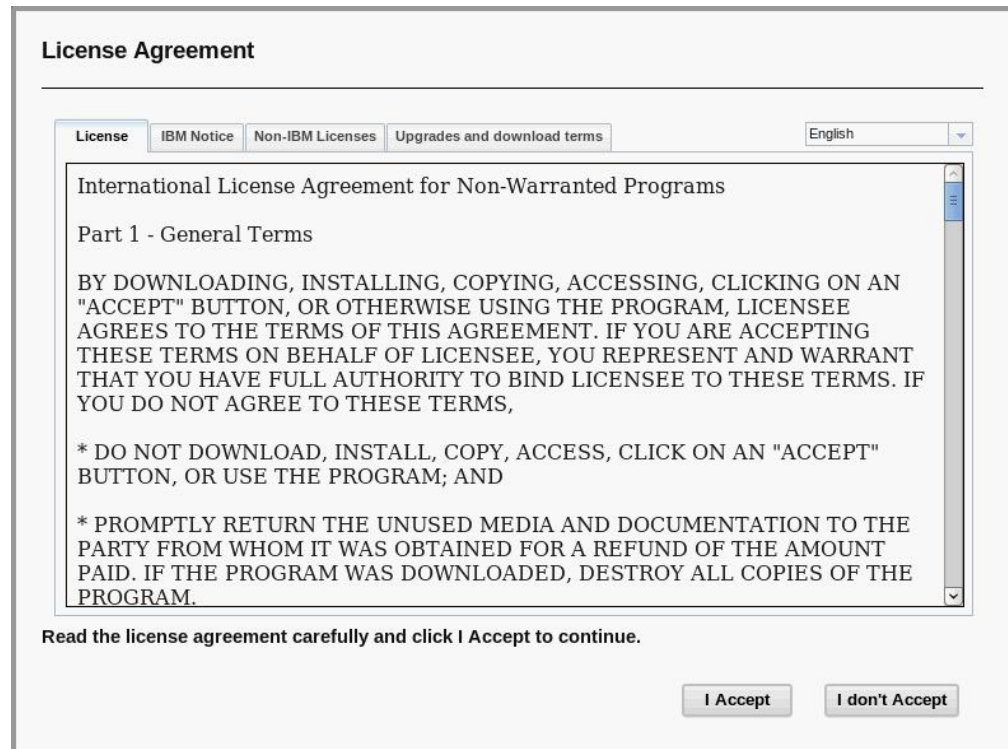 License Agreement
License
IBM Notice
Non-IBM Licenses
Upgrades and download terms
English
International License Agreement for Non-Warranted Programs
Part 1 - General Terms
BY DOWNLOADING, INSTALLING, COPYING, ACCESSING, CLICKING ON AN
"ACCEPT" BUTTON, OR OTHERWISE USING THE PROGRAM, LICENSEE
AGREES TO THE TERMS OF THIS AGREEMENT. IF YOU ARE ACCEPTING
THESE TERMS ON BEHALF OF LICENSEE, YOU REPRESENT AND WARRANT
THAT YOU HAVE FULL AUTHORITY TO BIND LICENSEE TO THESE TERMS. IF
YOU DO NOT AGREE TO THESE TERMS,
* DO NOT DOWNLOAD, INSTALL, COPY, ACCESS, CLICK ON AN "ACCEPT"
BUTTON, OR USE THE PROGRAM; AND
* PROMPTLY RETURN THE UNUSED MEDIA AND DOCUMENTATION TO THE
PARTY FROM WHOM IT WAS OBTAINED FOR A REFUND OF THE AMOUNT
PAID. IF THE PROGRAM WAS DOWNLOADED, DESTROY ALL COPIES OF THE
PROGRAM.
Read the license agreement carefully and click I Accept to continue.
I Accept
I don't Accept